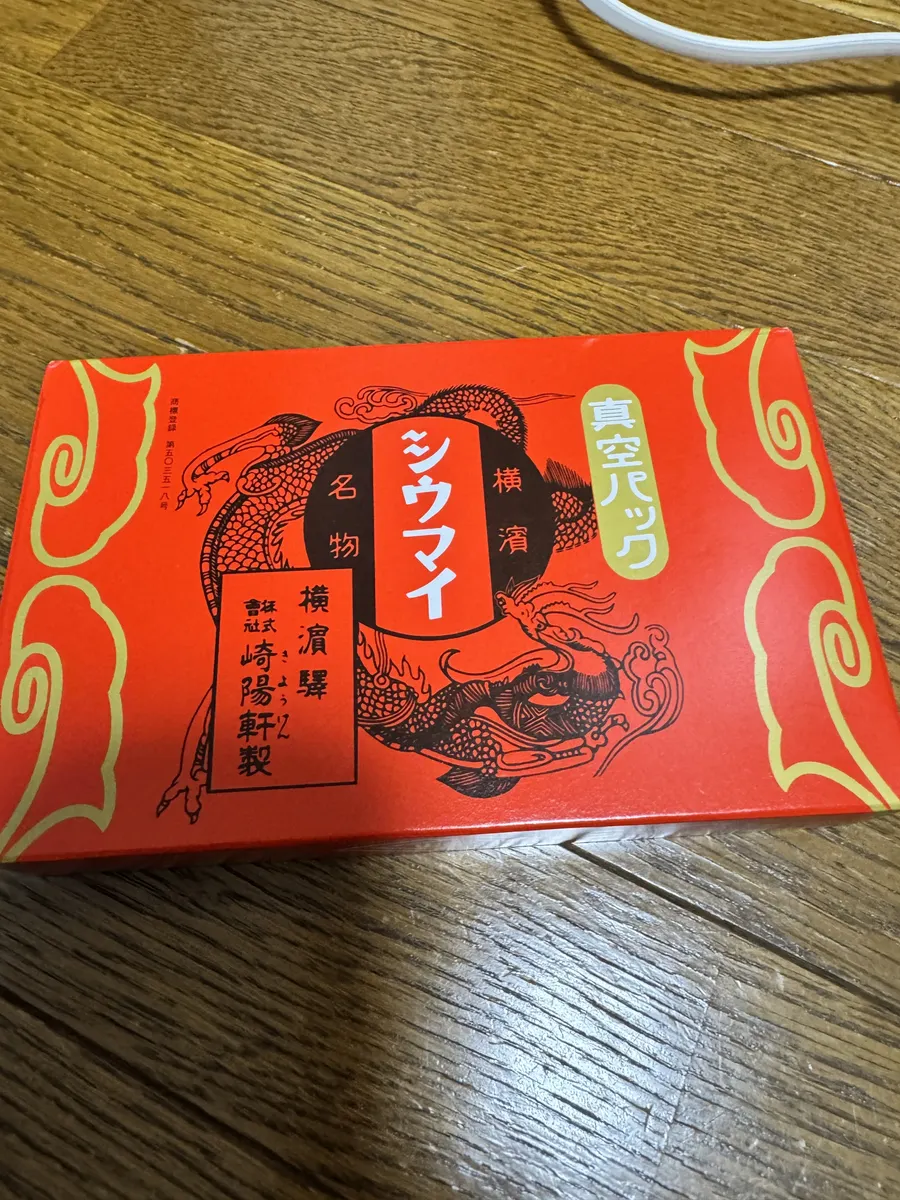 真空パック
横濱
シウマイ
名物
横濵驛
株式會社
崎陽軒製
きようけん
商標登録 第五〇三五一八号